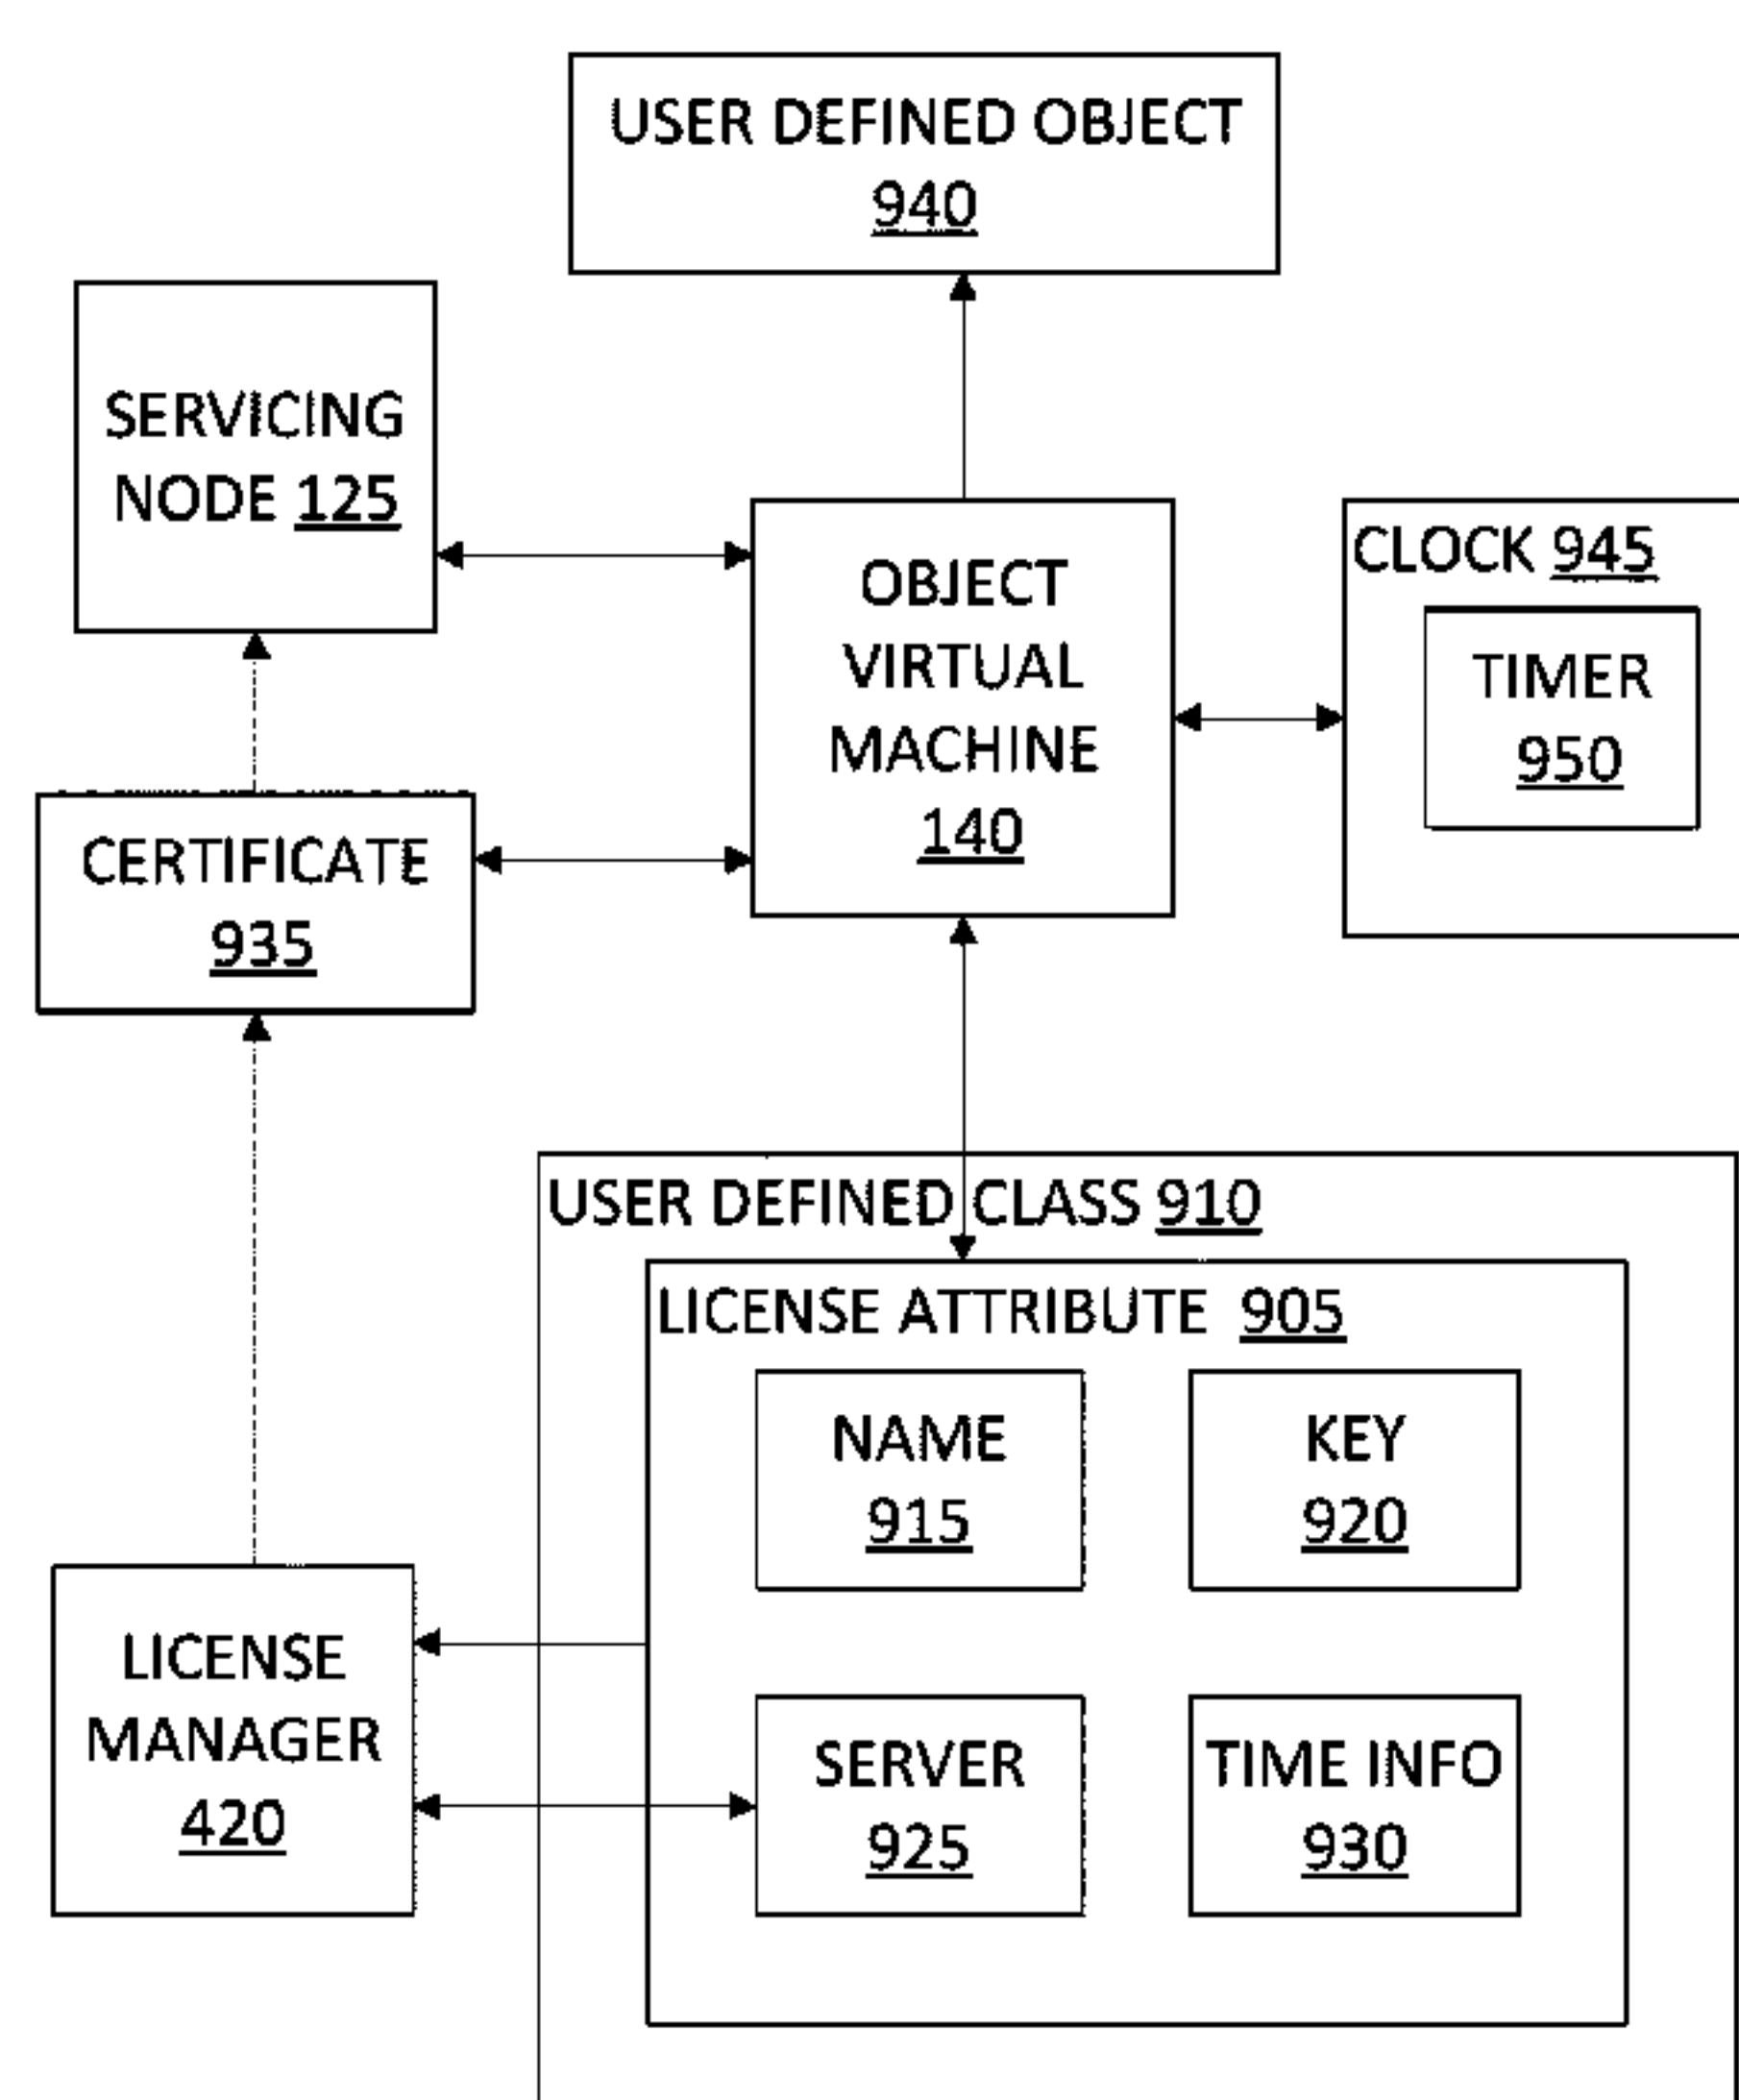 USER DEFINED OBJECT
940
SERVICING
NODE 125
OBJECT
VIRTUAL
MACHINE
140
CLOCK 945
TIMER
950
CERTIFICATE
935
USER DEFINED CLASS 910
LICENSE ATTRIBUTE 905
NAME
915
KEY
920
LICENSE
MANAGER
420
SERVER
925
TIME INFO
930